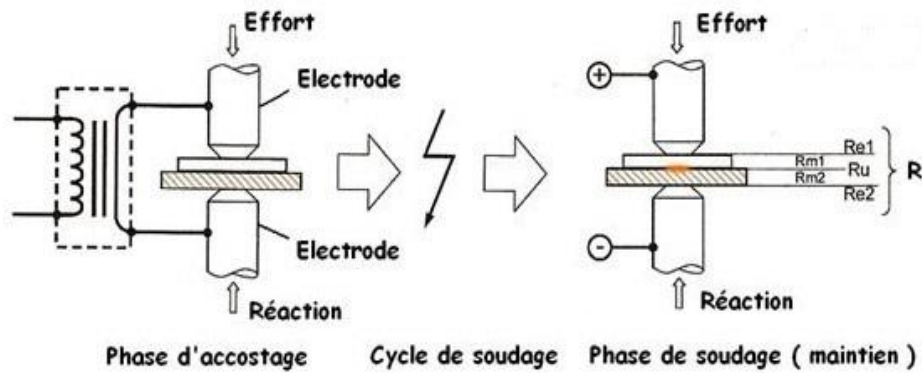 Effort
Electrode
Electrode
Réaction
Phase d'accostage
Cycle de soudage
Effort
+
Re1
Rm1
Ru
R
Rm2
Re2
-
Réaction
Phase de soudage ( maintien )